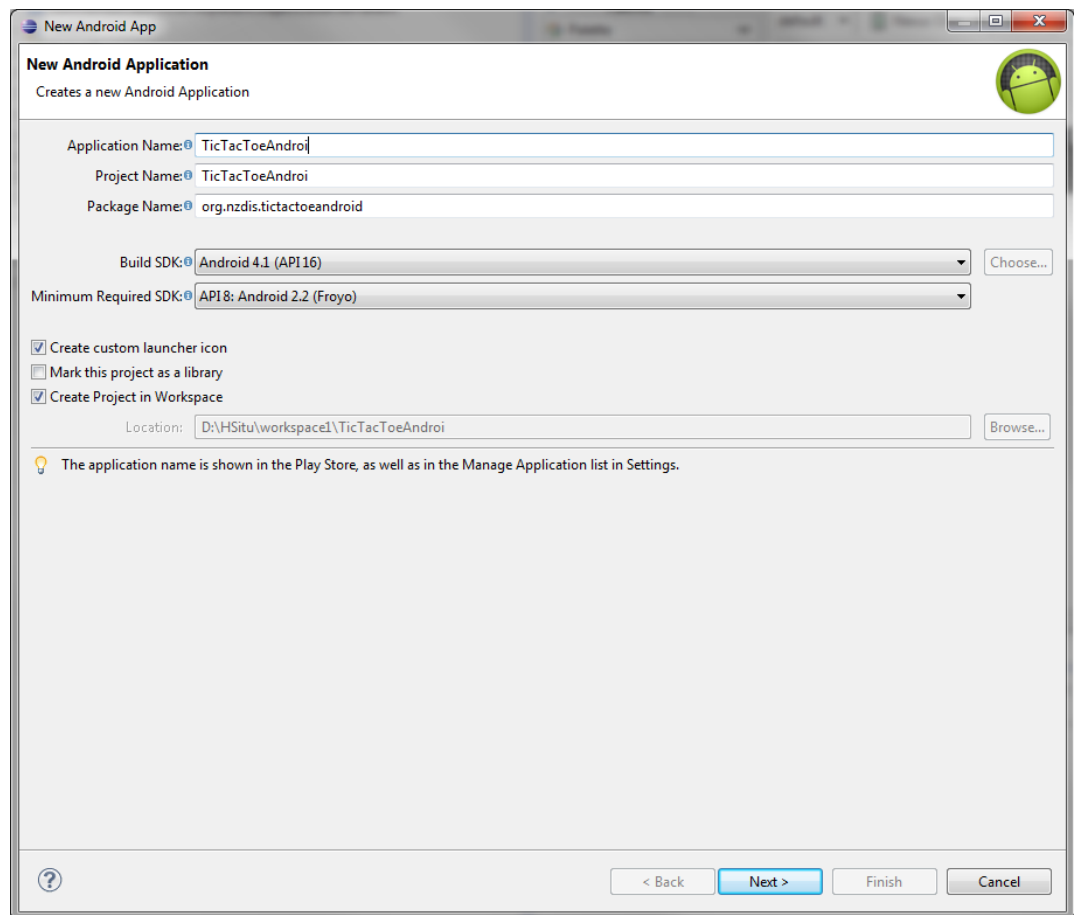 New Android App
New Android Application
Creates a new Android Application
Application Name: TicTacToeAndroi
Project Name: TicTacToeAndroi
Package Name: org.nzdis.tictactoeandroid
Build SDK: Android 4.1 (API 16) Choose...
Minimum Required SDK: API 8: Android 2.2 (Froyo)
Create custom launcher icon
Mark this project as a library
Create Project in Workspace
Location: D:\HSitu\workspace1\TicTacToeAndroi Browse...
The application name is shown in the Play Store, as well as in the Manage Application list in Settings.
? < Back Next > Finish Cancel